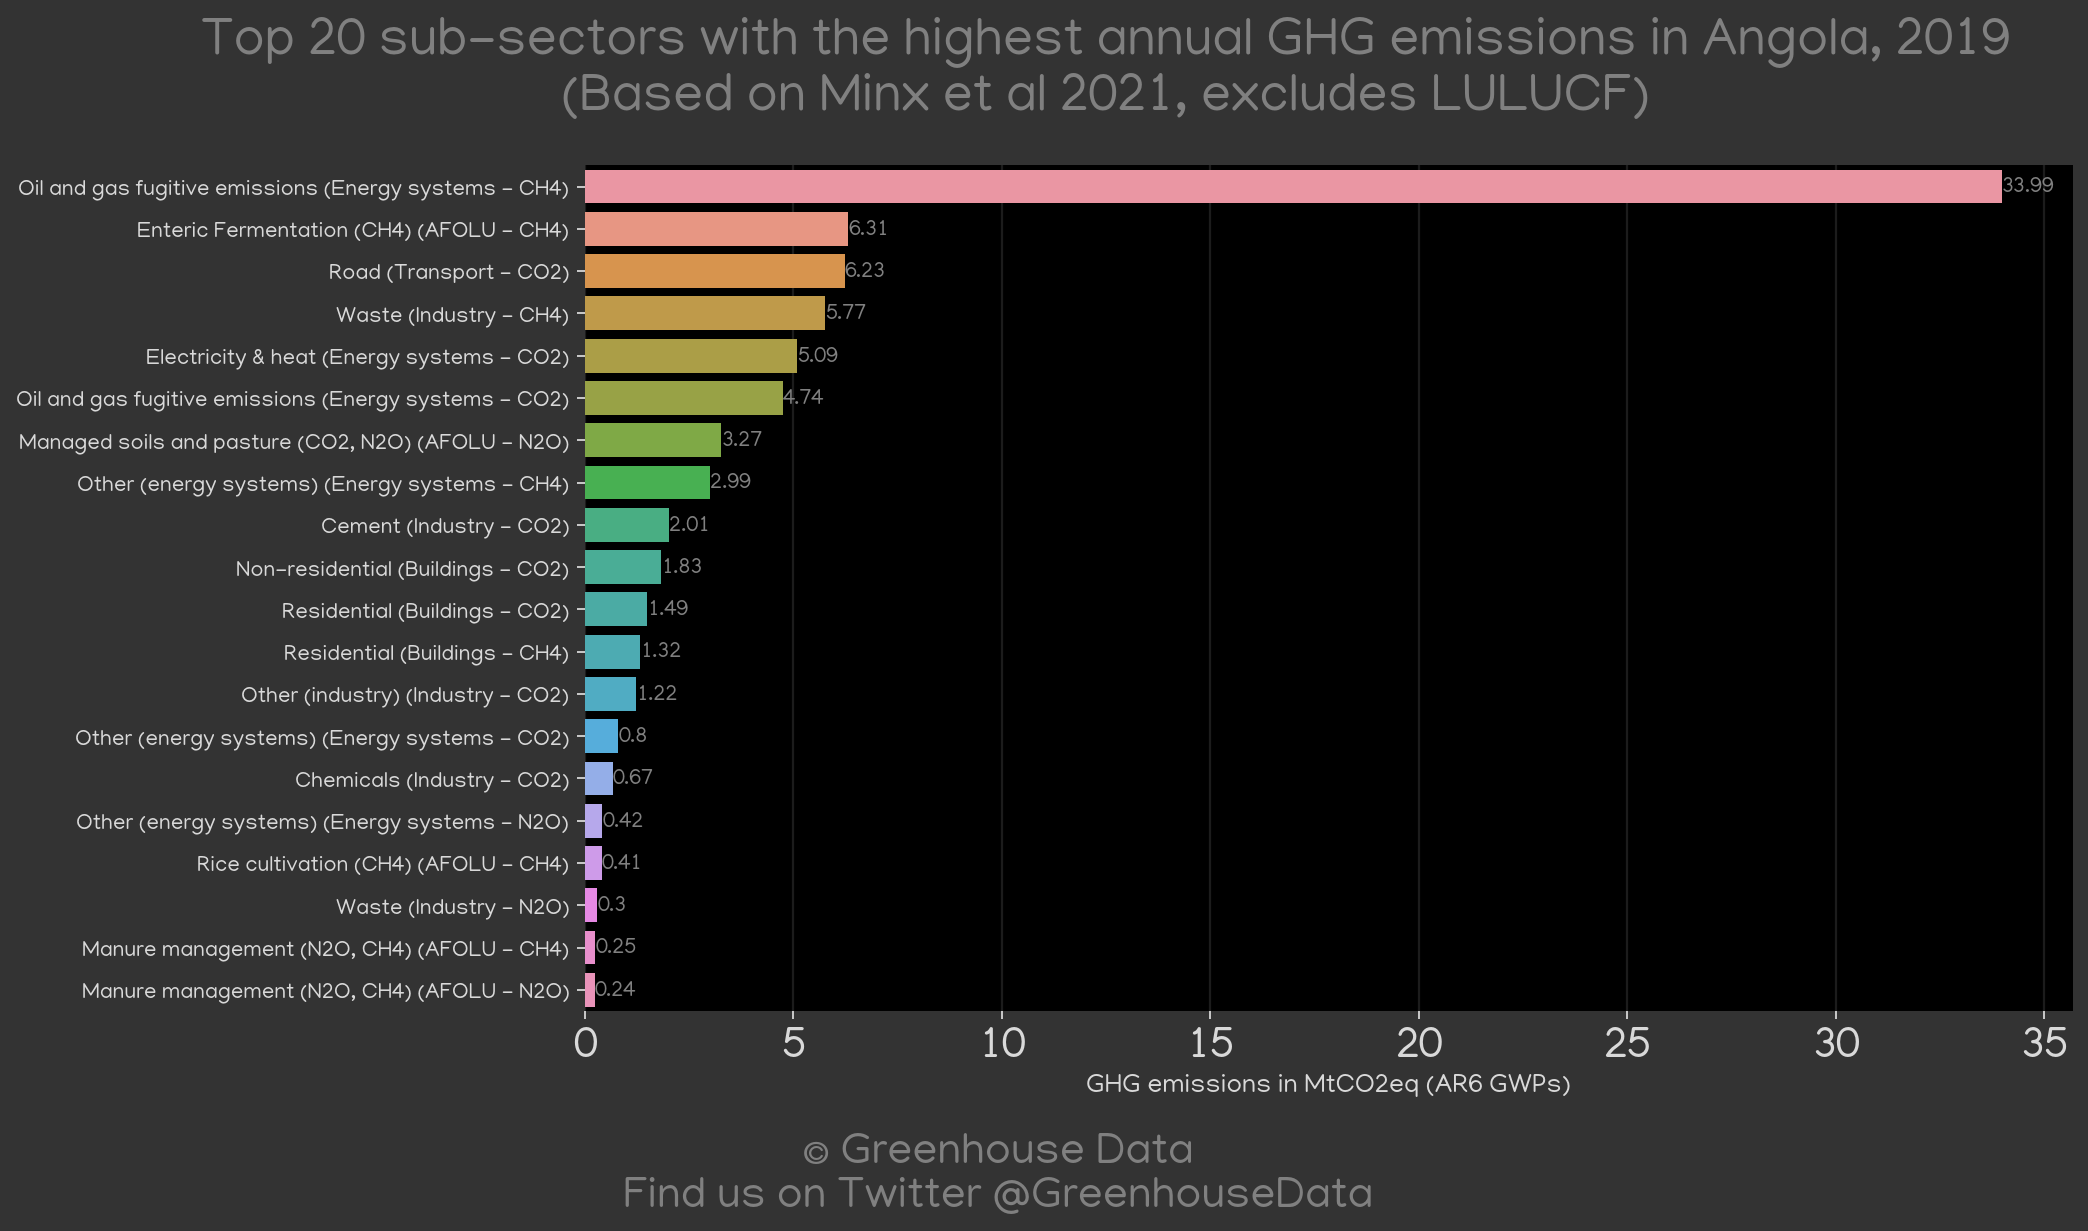 Top 20 sub-sectors with the highest annual GHG emissions in Angola, 2019
(Based on Minx et al 2021, excludes LULUCF)
Oil and gas fugitive emissions (Energy systems - CH4) 33.99
Enteric Fermentation (CH4) (AFOLU - CH4) 6.31
Road (Transport - CO2) 6.23
Waste (Industry - CH4) 5.77
Electricity & heat (Energy systems - CO2) 5.09
Oil and gas fugitive emissions (Energy systems - CO2) 4.74
Managed soils and pasture (CO2, N2O) (AFOLU - N2O) 3.27
Other (energy systems) (Energy systems - CH4) 2.99
Cement (Industry - CO2) 2.01
Non-residential (Buildings - CO2) 1.83
Residential (Buildings - CO2) 1.49
Residential (Buildings - CH4) 1.32
Other (industry) (Industry - CO2) 1.22
Other (energy systems) (Energy systems - CO2) 0.8
Chemicals (Industry - CO2) 0.67
Other (energy systems) (Energy systems - N2O) 0.42
Rice cultivation (CH4) (AFOLU - CH4) 0.41
Waste (Industry - N2O) 0.3
Manure management (N2O, CH4) (AFOLU - CH4) 0.25
Manure management (N2O, CH4) (AFOLU - N2O) 0.24
0 5 10 15 20 25 30 35
GHG emissions in MtCO2eq (AR6 GWPs)
© Greenhouse Data
Find us on Twitter @GreenhouseData